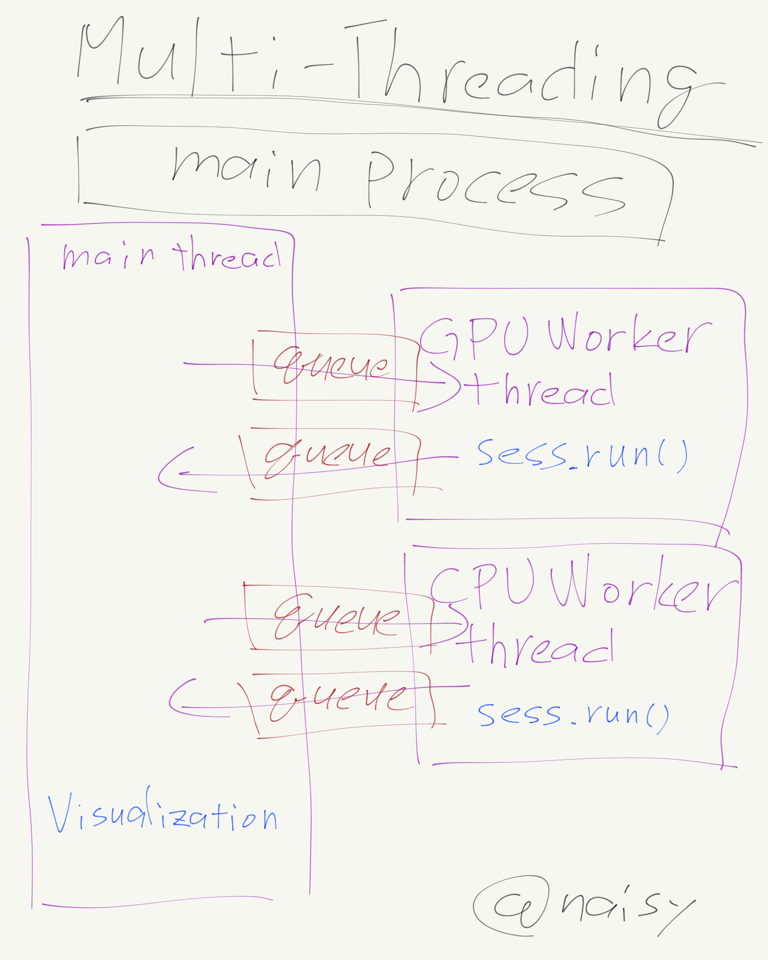 Multi-Threading
main process
main thread
queue
GPU Worker
thread
queue
sess.run()
queue
CPU Worker
thread
queue
sess.run()
Visualization
@naisy